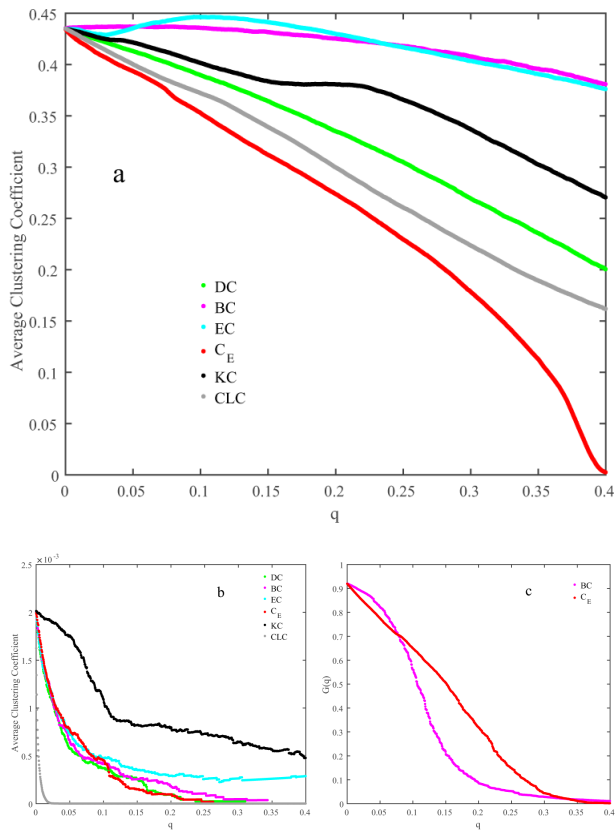 0.45
0.4
0.35
0.3
0.25
0.2
0.15
0.1
0.05
0
Average Clustering Coefficient
a
DC
BC
EC
C_E
KC
CLC
0 0.05 0.1 0.15 0.2 0.25 0.3 0.35 0.4
q
2.5 ×10^-3
2
1.5
1
0.5
0
Average Clustering Coefficient
b
DC
BC
EC
C_E
KC
CLC
0 0.05 0.1 0.15 0.2 0.25 0.3 0.35 0.4
q
1
0.9
0.8
0.7
0.6
0.5
0.4
0.3
0.2
0.1
0
G(q)
c
BC
C_E
0 0.05 0.1 0.15 0.2 0.25 0.3 0.35 0.4
q